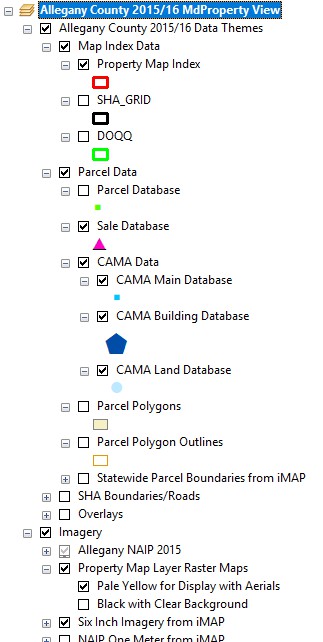 Allegany County 2015/16 MdProperty View
Allegany County 2015/16 Data Themes
Map Index Data
Property Map Index
SHA_GRID
DOQQ
Parcel Data
Parcel Database
Sale Database
CAMA Data
CAMA Main Database
CAMA Building Database
CAMA Land Database
Parcel Polygons
Parcel Polygon Outlines
Statewide Parcel Boundaries from iMAP
SHA Boundaries/Roads
Overlays
Imagery
Allegany NAIP 2015
Property Map Layer Raster Maps
Pale Yellow for Display with Aerials
Black with Clear Background
Six Inch Imagery from iMAP
NAIP One Meter from iMAP